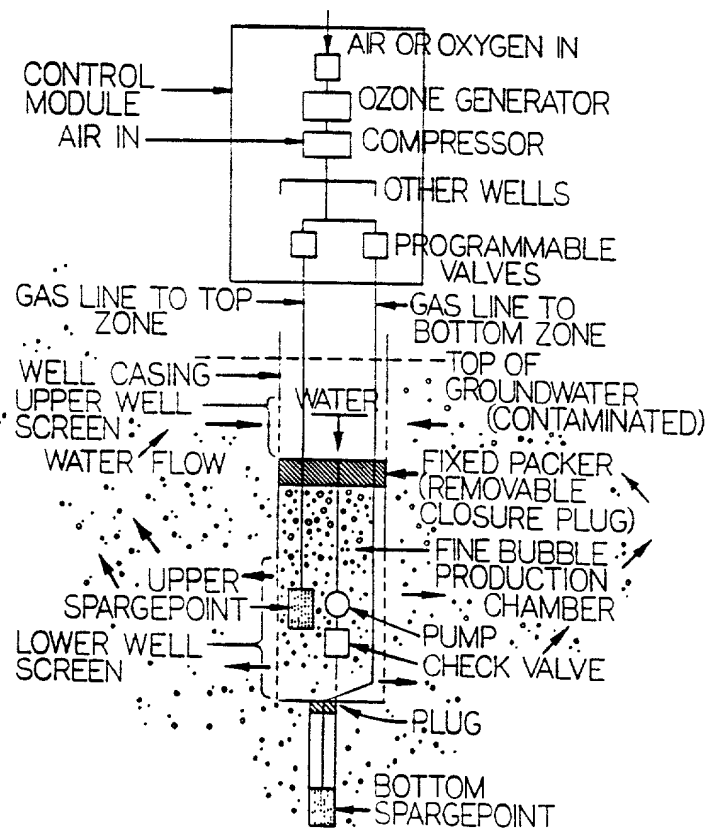 AIR OR OXYGEN IN
CONTROL
MODULE
OZONE GENERATOR
AIR IN
COMPRESSOR
OTHER WELLS
PROGRAMMABLE
VALVES
GAS LINE TO TOP
ZONE
GAS LINE TO
BOTTOM ZONE
WELL CASING
TOP OF
GROUNDWATER
(CONTAMINATED)
UPPER WELL
SCREEN
WATER
WATER FLOW
FIXED PACKER
(REMOVABLE
CLOSURE PLUG)
FINE BUBBLE
PRODUCTION
CHAMBER
UPPER
SPARGEPOINT
PUMP
LOWER WELL
SCREEN
CHECK VALVE
PLUG
BOTTOM
SPARGEPOINT